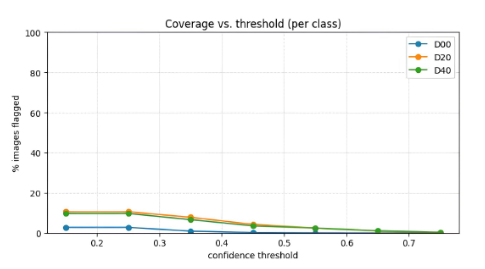 Coverage vs. threshold (per class)
100
80
60
40
20
0
% images flagged
D00
D20
D40
0.2 0.3 0.4 0.5 0.6 0.7
confidence threshold